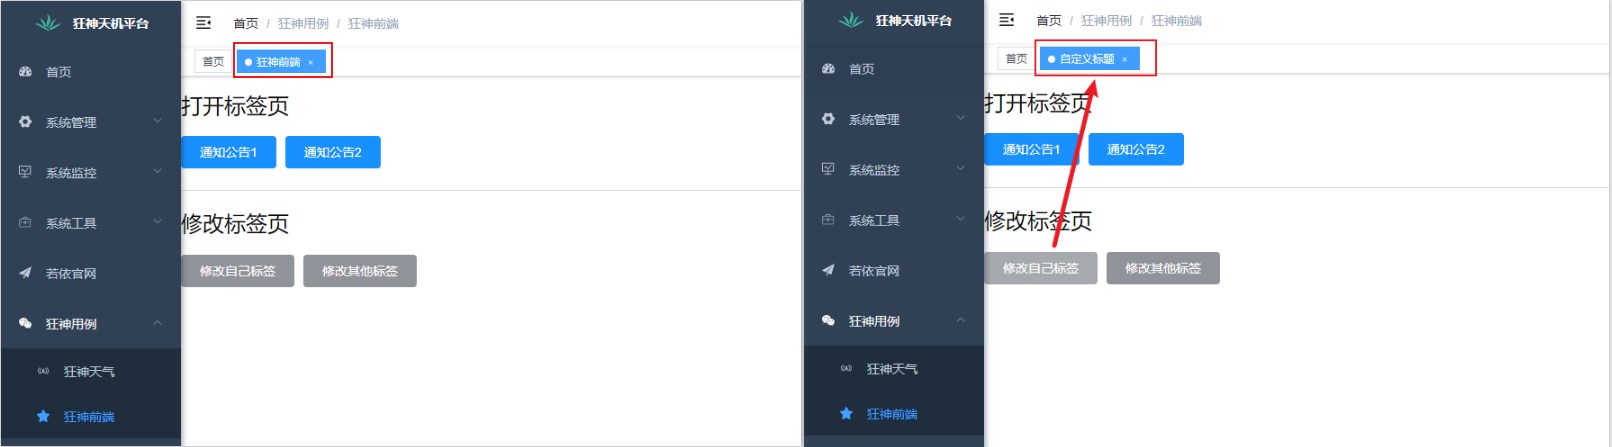 狂神天机平台
首页 / 狂神用例 / 狂神前端
首页
狂神前端 ×
首页
系统管理
系统监控
系统工具
若依官网
狂神用例
狂神天气
狂神前端
打开标签页
通知公告1
通知公告2
修改标签页
修改自己标签
修改其他标签
狂神天机平台
首页 / 狂神用例 / 狂神前端
首页
自定义标题 ×
首页
系统管理
系统监控
系统工具
若依官网
狂神用例
狂神天气
狂神前端
打开标签页
通知公告1
通知公告2
修改标签页
修改自己标签
修改其他标签